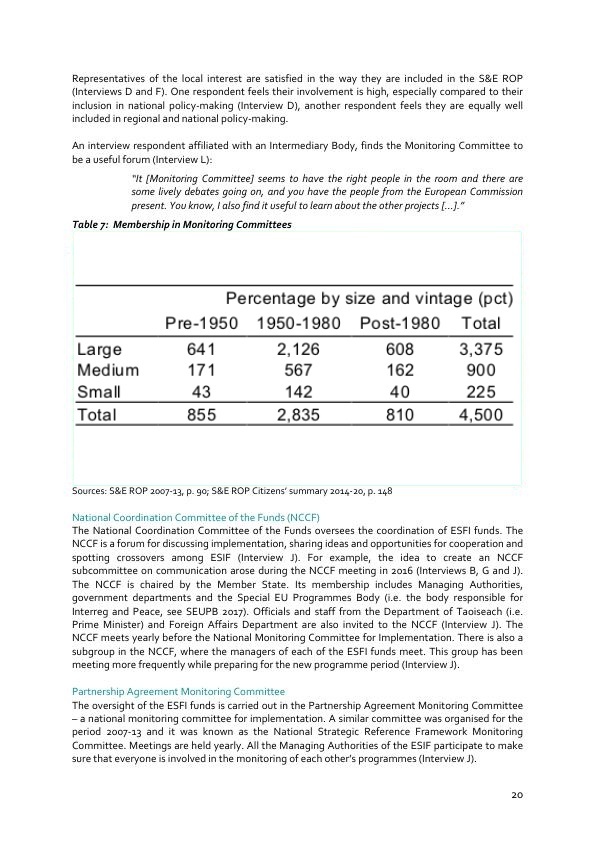 Representatives of the local interest are satisfied in the way they are included in the S&E ROP
(Interviews D and F). One respondent feels their involvement is high, especially compared to their
inclusion in national policy-making (Interview D), another respondent feels they are equally well
included in regional and national policy-making.
An interview respondent affiliated with an Intermediary Body, finds the Monitoring Committee to
be a useful forum (Interview L):
"It [Monitoring Committee] seems to have the right people in the room and there are
some lively debates going on, and you have the people from the European Commission
present. You know, I also find it useful to learn about the other projects [...]."
Table 7: Membership in Monitoring Committees
Percentage by size and vintage (pct)
Pre-1950 1950-1980 Post-1980 Total
Large 641 2,126 608 3,375
Medium 171 567 162 900
Small 43 142 40 225
Total 855 2,835 810 4,500
Sources: S&E ROP 2007-13, p. 90; S&E ROP Citizens' summary 2014-20, p. 148
National Coordination Committee of the Funds (NCCF)
The National Coordination Committee of the Funds oversees the coordination of ESFI funds. The
NCCF is a forum for discussing implementation, sharing ideas and opportunities for cooperation and
spotting crossovers among ESIF (Interview J). For example, the idea to create an NCCF
subcommittee on communication arose during the NCCF meeting in 2016 (Interviews B, G and J).
The NCCF is chaired by the Member State. Its membership includes Managing Authorities,
government departments and the Special EU Programmes Body (i.e. the body responsible for
Interreg and Peace, see SEUPB 2017). Officials and staff from the Department of Taoiseach (i.e.
Prime Minister) and Foreign Affairs Department are also invited to the NCCF (Interview J). The
NCCF meets yearly before the National Monitoring Committee for Implementation. There is also a
subgroup in the NCCF, where the managers of each of the ESFI funds meet. This group has been
meeting more frequently while preparing for the new programme period (Interview J).
Partnership Agreement Monitoring Committee
The oversight of the ESFI funds is carried out in the Partnership Agreement Monitoring Committee
– a national monitoring committee for implementation. A similar committee was organised for the
period 2007-13 and it was known as the National Strategic Reference Framework Monitoring
Committee. Meetings are held yearly. All the Managing Authorities of the ESIF participate to make
sure that everyone is involved in the monitoring of each other's programmes (Interview J).
20